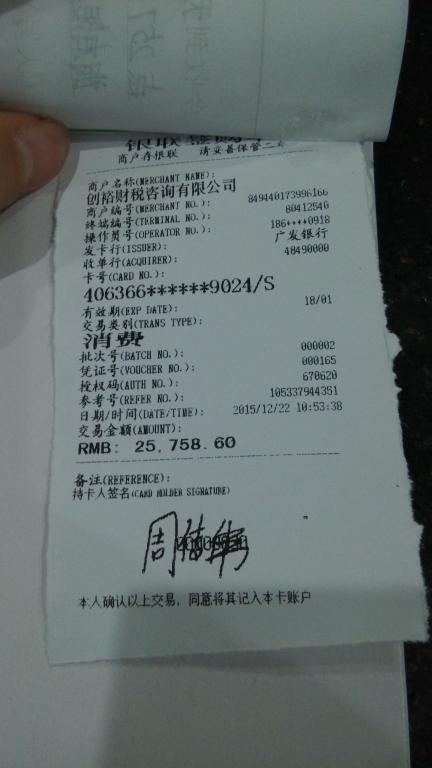 商户存根联 请妥善保管二
商户名称(MERCHANT NAME):
创裕财税咨询有限公司
商户编号(MERCHANT NO.): 849440173996166
终端编号(TERMINAL NO.): 80412540
操作员号(OPERATOR NO.): 186****0918
发卡行(ISSUER): 广发银行
收单行(ACQUIRER): 48490000
卡号(CARD NO.):
406366******9024/S
有效期(EXP DATE): 18/01
交易类别(TRANS TYPE):
消费
批次号(BATCH NO.): 000002
凭证号(VOUCHER NO.): 000165
授权码(AUTH NO.): 670620
参考号(REFER NO.): 105337944351
日期/时间(DATE/TIME): 2015/12/22 10:53:38
交易金额(AMOUNT):
RMB: 25,758.60
备注(REFERENCE):
持卡人签名(CARD HOLDER SIGNATURE)
周
本人确认以上交易，同意将其记入本卡账户